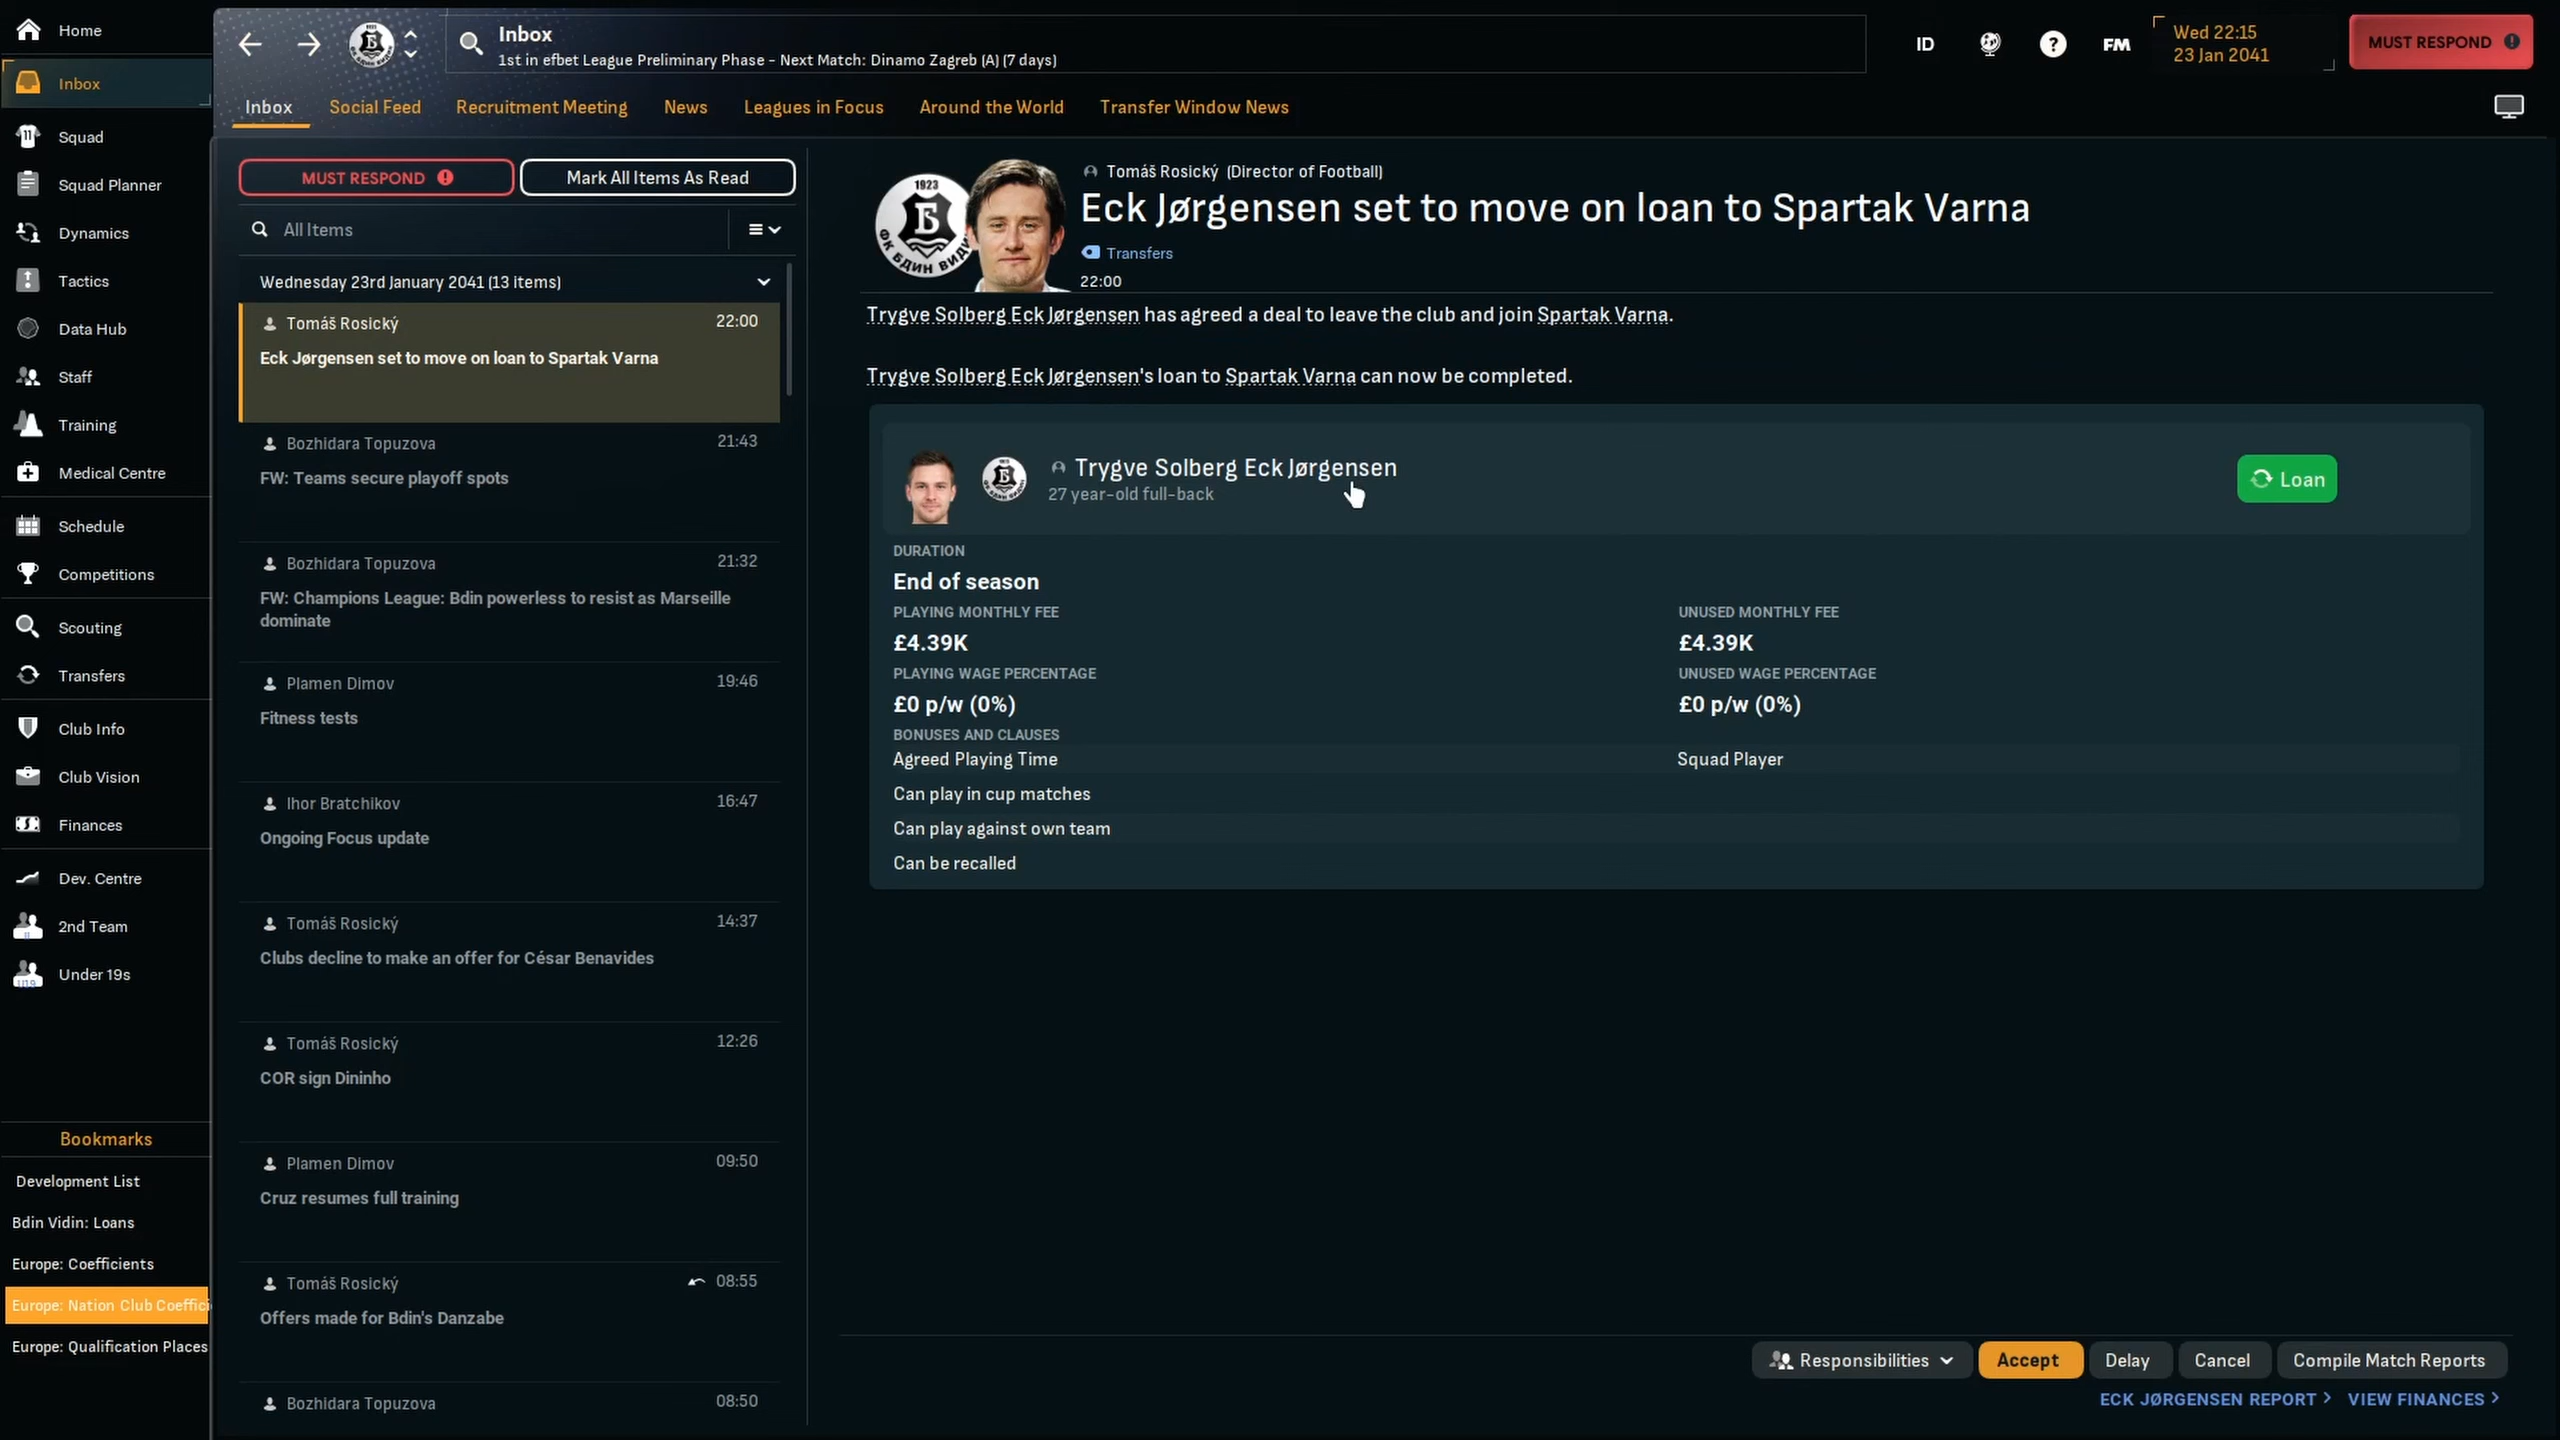 Home
Inbox
Squad
Squad Planner
Dynamics
Tactics
Data Hub
Staff
Training
Medical Centre
Schedule
Competitions
Scouting
Transfers
Club Info
Club Vision
Finances
Dev. Centre
2nd Team
Under 19s
Bookmarks
Development List
Bdin Vidin: Loans
Europe: Coefficients
Europe: Nation Club Coeffici
Europe: Qualification Places
Inbox
1st in efbet League Preliminary Phase - Next Match: Dinamo Zagreb (A) (7 days)
ID
FM
Wed 22:15
23 Jan 2041
MUST RESPOND
Inbox
Social Feed
Recruitment Meeting
News
Leagues in Focus
Around the World
Transfer Window News
MUST RESPOND
Mark All Items As Read
All Items
Wednesday 23rd January 2041 (13 items)
Tomáš Rosický 22:00
Eck Jørgensen set to move on loan to Spartak Varna
Bozhidara Topuzova 21:43
FW: Teams secure playoff spots
Bozhidara Topuzova 21:32
FW: Champions League: Bdin powerless to resist as Marseille
dominate
Plamen Dimov 19:46
Fitness tests
Ihor Bratchikov 16:47
Ongoing Focus update
Tomáš Rosický 14:37
Clubs decline to make an offer for César Benavides
Tomáš Rosický 12:26
COR sign Dininho
Plamen Dimov 09:50
Cruz resumes full training
Tomáš Rosický 08:55
Offers made for Bdin's Danzabe
Bozhidara Topuzova 08:50
1923
Б
ФК БДИН ВИДИН
Tomáš Rosický (Director of Football)
Eck Jørgensen set to move on loan to Spartak Varna
Transfers
22:00
Trygve Solberg Eck Jørgensen has agreed a deal to leave the club and join Spartak Varna.
Trygve Solberg Eck Jørgensen's loan to Spartak Varna can now be completed.
Trygve Solberg Eck Jørgensen
27 year-old full-back
Loan
DURATION
End of season
PLAYING MONTHLY FEE
£4.39K
UNUSED MONTHLY FEE
£4.39K
PLAYING WAGE PERCENTAGE
£0 p/w (0%)
UNUSED WAGE PERCENTAGE
£0 p/w (0%)
BONUSES AND CLAUSES
Agreed Playing Time
Squad Player
Can play in cup matches
Can play against own team
Can be recalled
Responsibilities
Accept
Delay
Cancel
Compile Match Reports
ECK JØRGENSEN REPORT
VIEW FINANCES